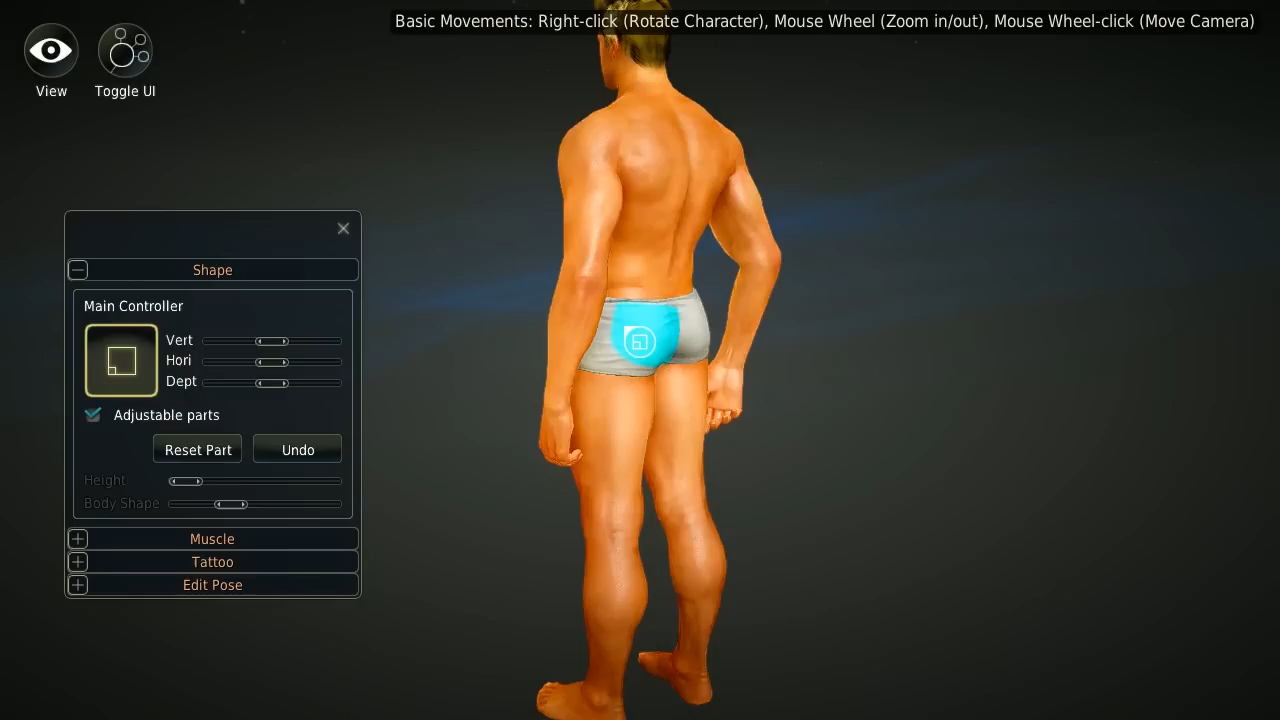 Basic Movements: Right-click (Rotate Character), Mouse Wheel (Zoom in/out), Mouse Wheel-click (Move Camera)
View Toggle UI
Shape
Main Controller
Vert
Hori
Dept
Adjustable parts
Reset Part Undo
Height
Body Shape
Muscle
Tattoo
Edit Pose